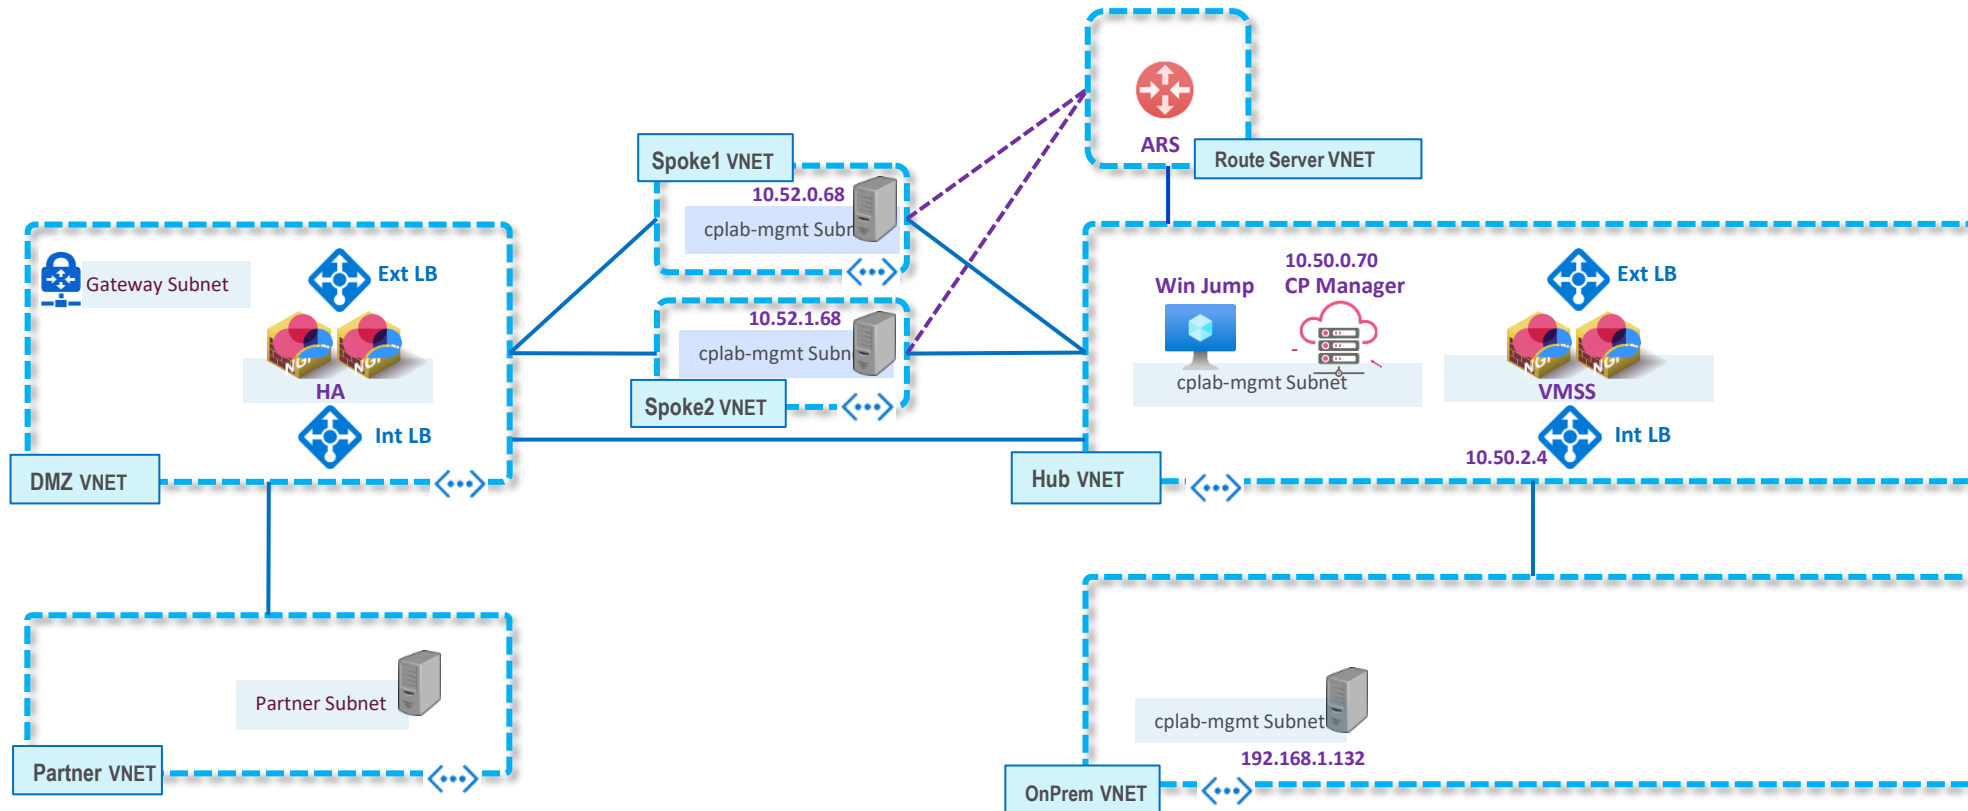 ARS
Route Server VNET
Spoke1 VNET
10.52.0.68
cplab-mgmt Subn
10.52.1.68
cplab-mgmt Subn
Spoke2 VNET
Gateway Subnet
Ext LB
HA
Int LB
DMZ VNET
Win Jump
10.50.0.70
CP Manager
cplab-mgmt Subnet
Ext LB
VMSS
Int LB
10.50.2.4
Hub VNET
Partner Subnet
Partner VNET
cplab-mgmt Subnet
192.168.1.132
OnPrem VNET